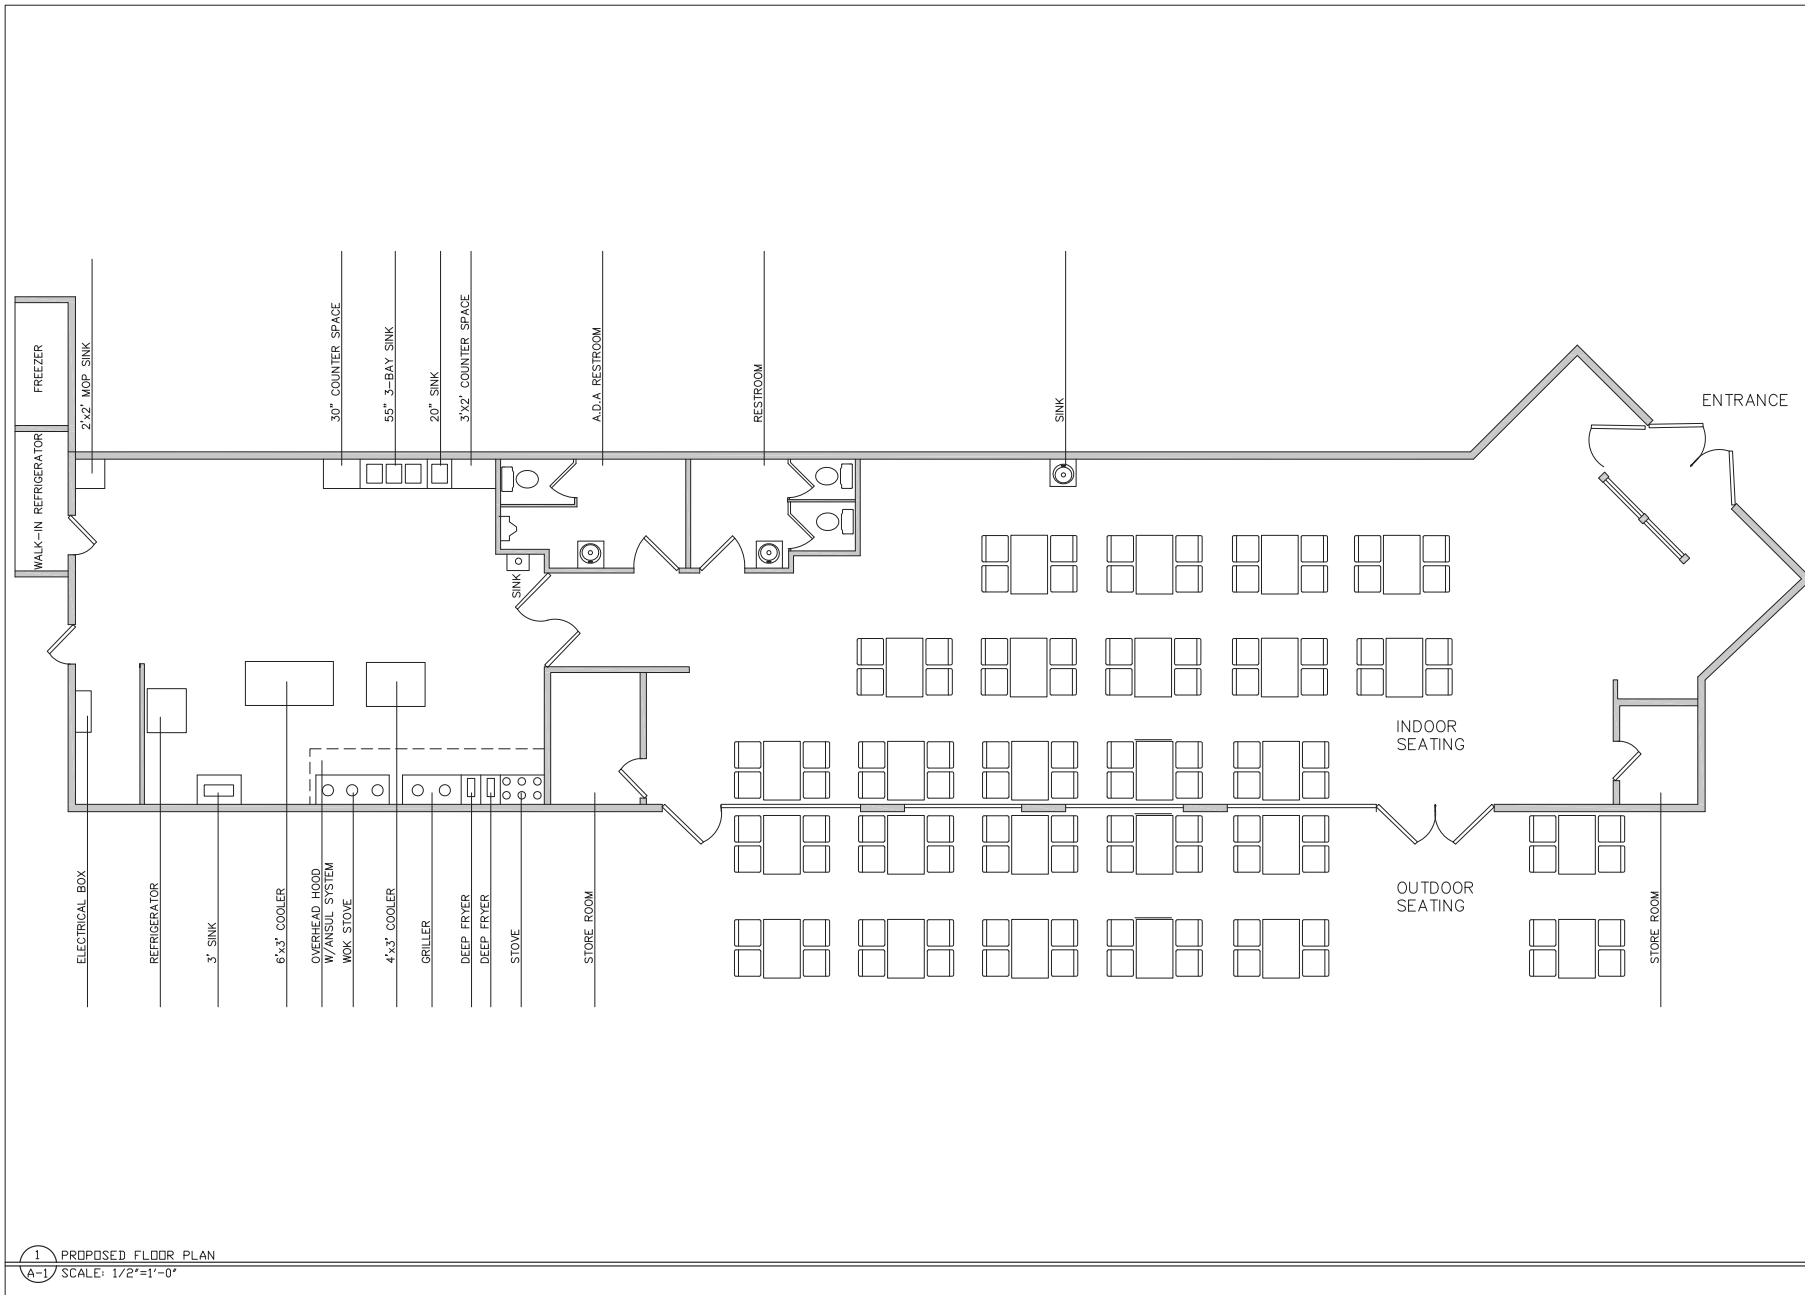 FREEZER
WALK-IN REFRIGERATOR
2'x2' MOP SINK
30" COUNTER SPACE
55" 3-BAY SINK
20" SINK
3'X2' COUNTER SPACE
A.D.A RESTROOM
RESTROOM
SINK
ENTRANCE
SINK
INDOOR
SEATING
OUTDOOR
SEATING
ELECTRICAL BOX
REFRIGERATOR
3' SINK
6'x3' COOLER
OVERHEAD HOOD
W/ANSUL SYSTEM
WOK STOVE
4'x3' COOLER
GRILLER
DEEP FRYER
DEEP FRYER
STOVE
STORE ROOM
STORE ROOM
1 PROPOSED FLOOR PLAN
A-1 SCALE: 1/2"=1'-0"